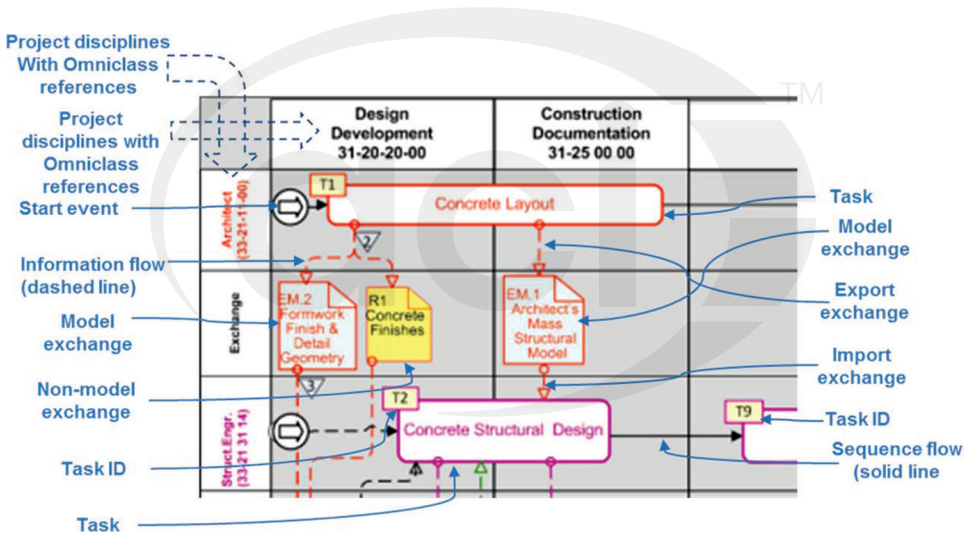 Project disciplines
With Omniclass
references
Project
disciplines with
Omniclass
references
Start event
Information flow
(dashed line)
Model
exchange
Non-model
exchange
Task ID
Task
Design
Development
31-20-20-00
Construction
Documentation
31-25 00 00
TM
Architect
(33-21-11-00)
T1
Concrete Layout
2
Exchange
EM.2
Formwork
Finish &
Detail
Geometry
R1
Concrete
Finishes
EM.1
Architect's
Mass
Structural
Model
3
Struct.Engr.
(33-21 31 14)
T2
Concrete Structural Design
T9
Task
Model
exchange
Export
exchange
Import
exchange
Task ID
Sequence flow
(solid line
aci